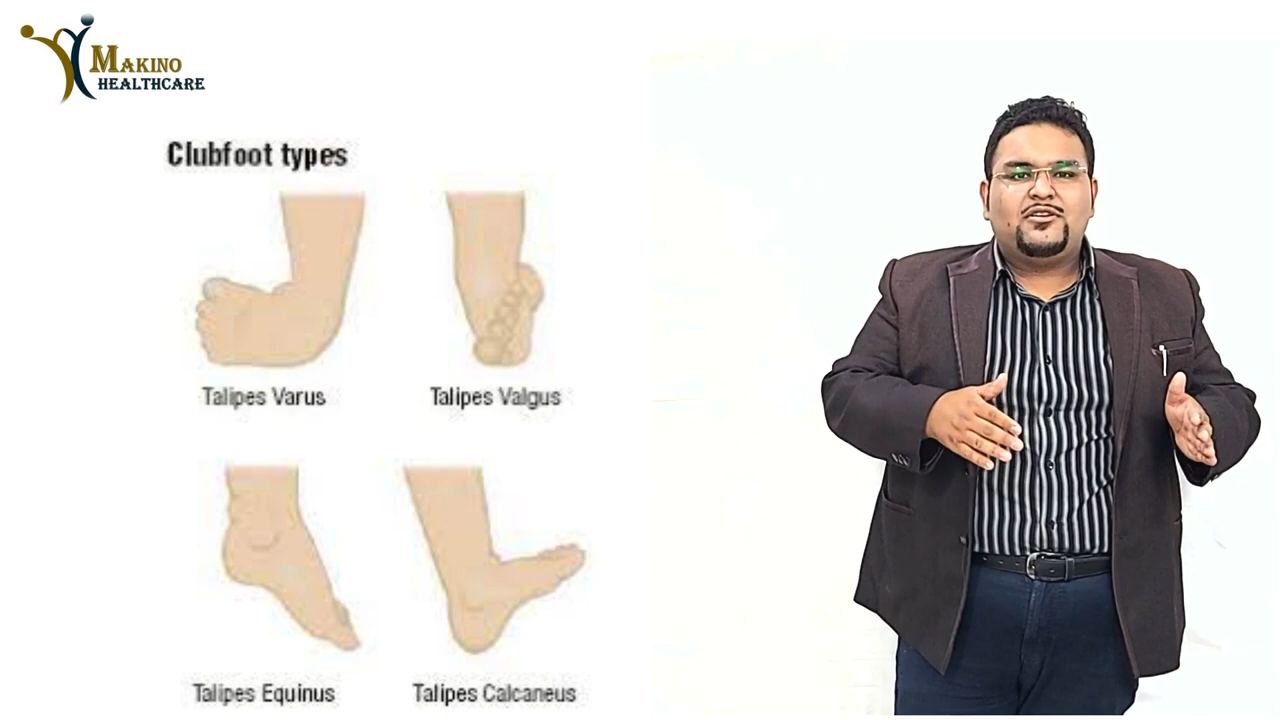 MAKINO
HEALTHCARE
Clubfoot types
Talipes Varus
Talipes Valgus
Talipes Equinus
Talipes Calcaneus